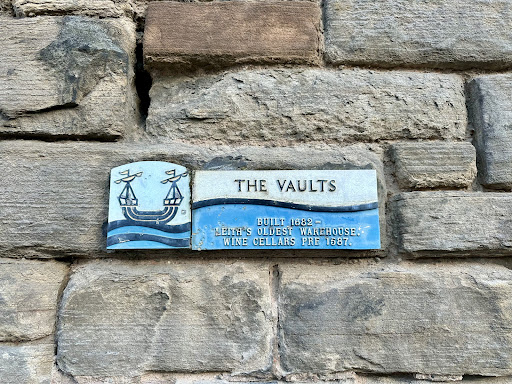 THE VAULTS
BUILT 1682 -
LEITH'S OLDEST WAREHOUSE.
WINE CELLARS PRE 1587.